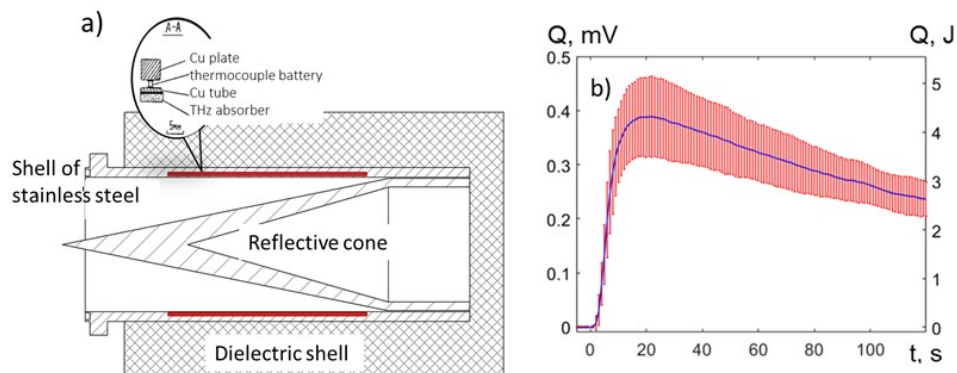 a)
A-A
Cu plate
thermocouple battery
Cu tube
THz absorber
5mm
Shell of
stainless steel
Reflective cone
Dielectric shell
Q, mV
Q, J
b)
0.5
0.4
0.3
0.2
0.1
0
5
4
3
2
1
0
0
20
40
60
80
100
t, s